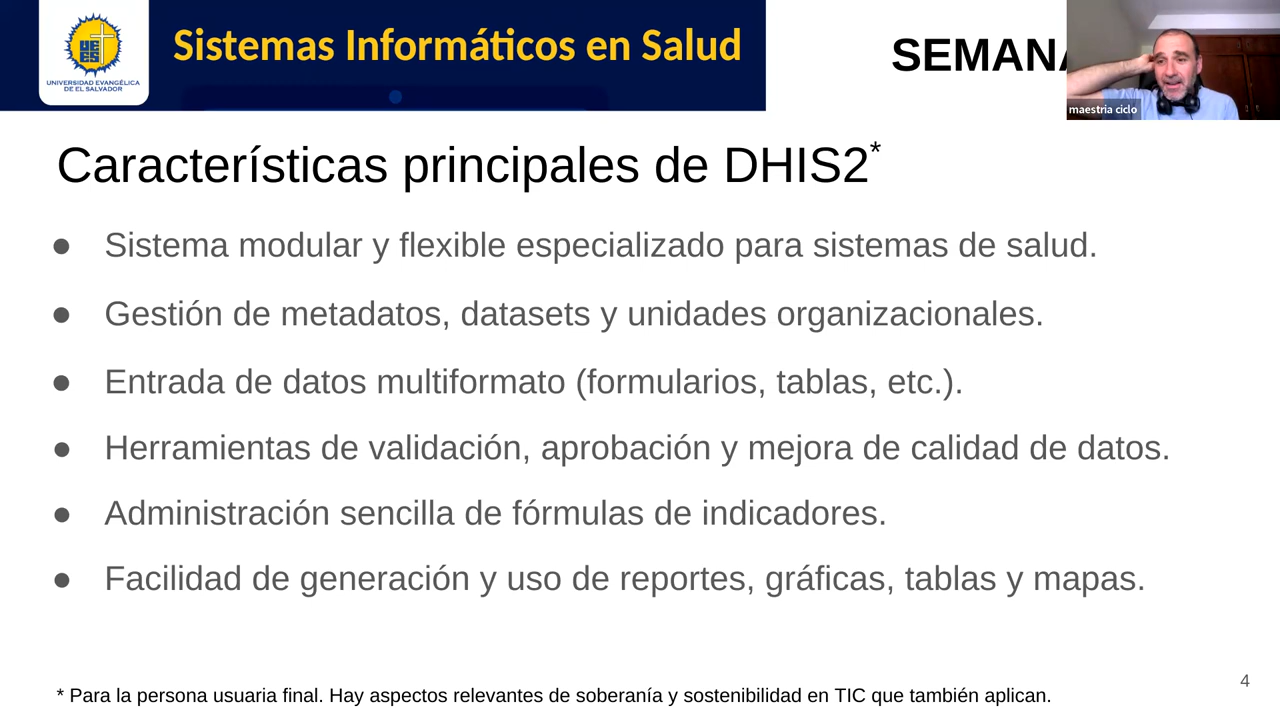 UNIVERSIDAD EVANGÉLICA
DE EL SALVADOR
Sistemas Informáticos en Salud
SEMANA
maestria ciclo
Características principales de DHIS2*
● Sistema modular y flexible especializado para sistemas de salud.
● Gestión de metadatos, datasets y unidades organizacionales.
● Entrada de datos multiformato (formularios, tablas, etc.).
● Herramientas de validación, aprobación y mejora de calidad de datos.
● Administración sencilla de fórmulas de indicadores.
● Facilidad de generación y uso de reportes, gráficas, tablas y mapas.
* Para la persona usuaria final. Hay aspectos relevantes de soberanía y sostenibilidad en TIC que también aplican.
4